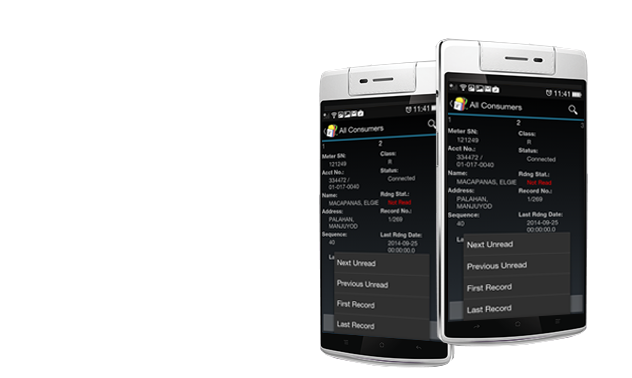 11:41
All Consumers
1
2
Meter SN:
Class:
121249
R
Acct No.:
Status:
334472 /
Connected
01-017-0040
Name:
Rdng Stat.:
MACAPANAS, ELGIE
Not Read
Address:
Record No.:
PALAHAN,
1/269
MANJUYOD
Sequence:
Last Rdng Date:
40
2014-09-25
00:00:00.0
Next Unread
Previous Unread
First Record
Last Record
11:41
All Consumers
1
2
3
Meter SN:
Class:
121249
R
Acct No.:
Status:
334472 /
Connected
01-017-0040
Name:
Rdng Stat.:
MACAPANAS, ELGIE
Not Read
Address:
Record No.:
PALAHAN,
1/269
MANJUYOD
Sequence:
Last Rdng Date:
40
2014-09-25
00:00:00.0
Next Unread
Previous Unread
First Record
Last Record